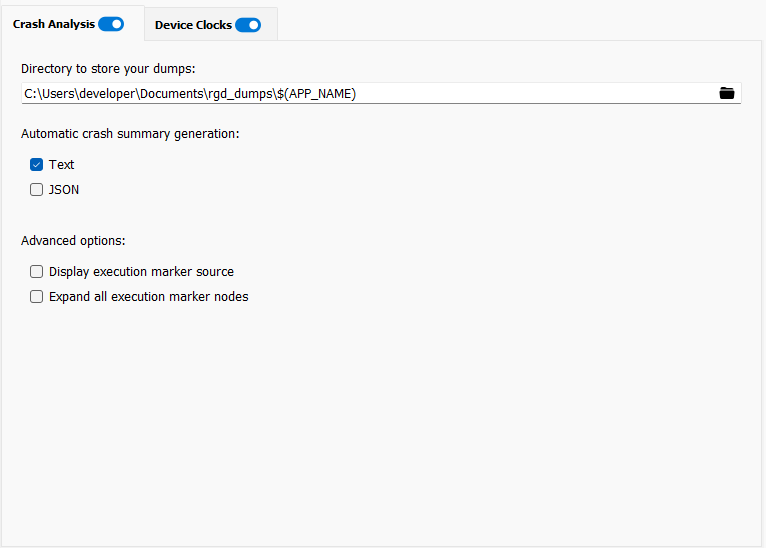 Crash Analysis
Device Clocks
Directory to store your dumps:
C:\Users\developer\Documents\rgd_dumps\$(APP_NAME)
Automatic crash summary generation:
Text
JSON
Advanced options:
Display execution marker source
Expand all execution marker nodes